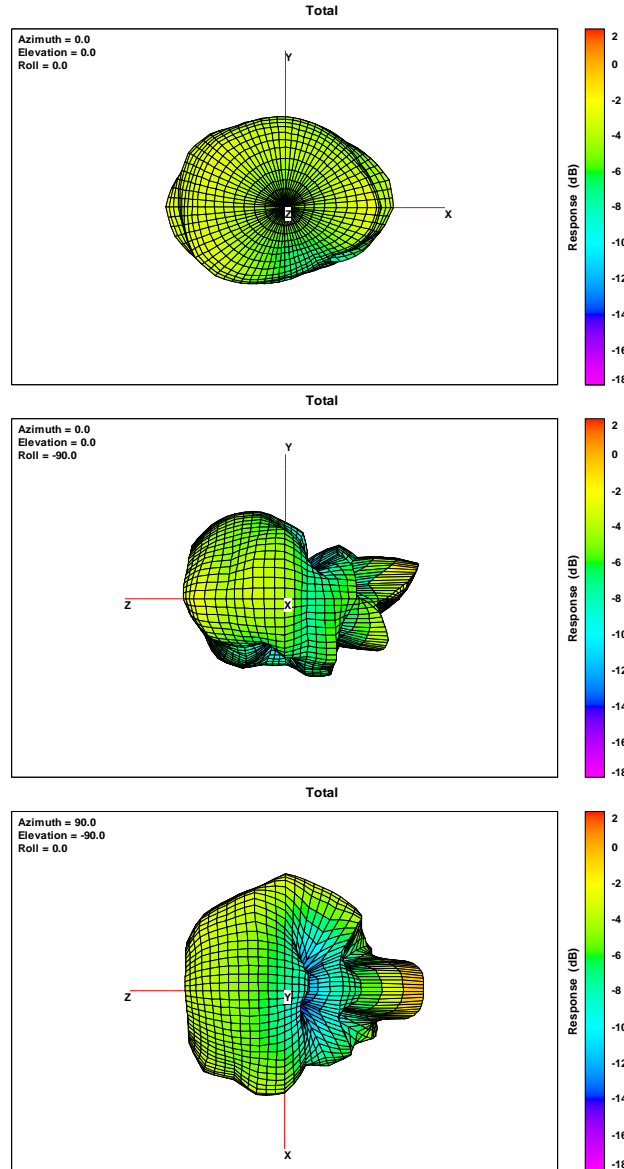 Total
Azimuth = 0.0
Elevation = 0.0
Roll = 0.0
Y
Z
X
2
0
-2
-4
-6
-8
-10
-12
-14
-16
-18
Response (dB)
Total
Azimuth = 0.0
Elevation = 0.0
Roll = -90.0
Y
Z
X
2
0
-2
-4
-6
-8
-10
-12
-14
-16
-18
Response (dB)
Total
Azimuth = 90.0
Elevation = -90.0
Roll = 0.0
Z
Y
X
2
0
-2
-4
-6
-8
-10
-12
-14
-16
-18
Response (dB)